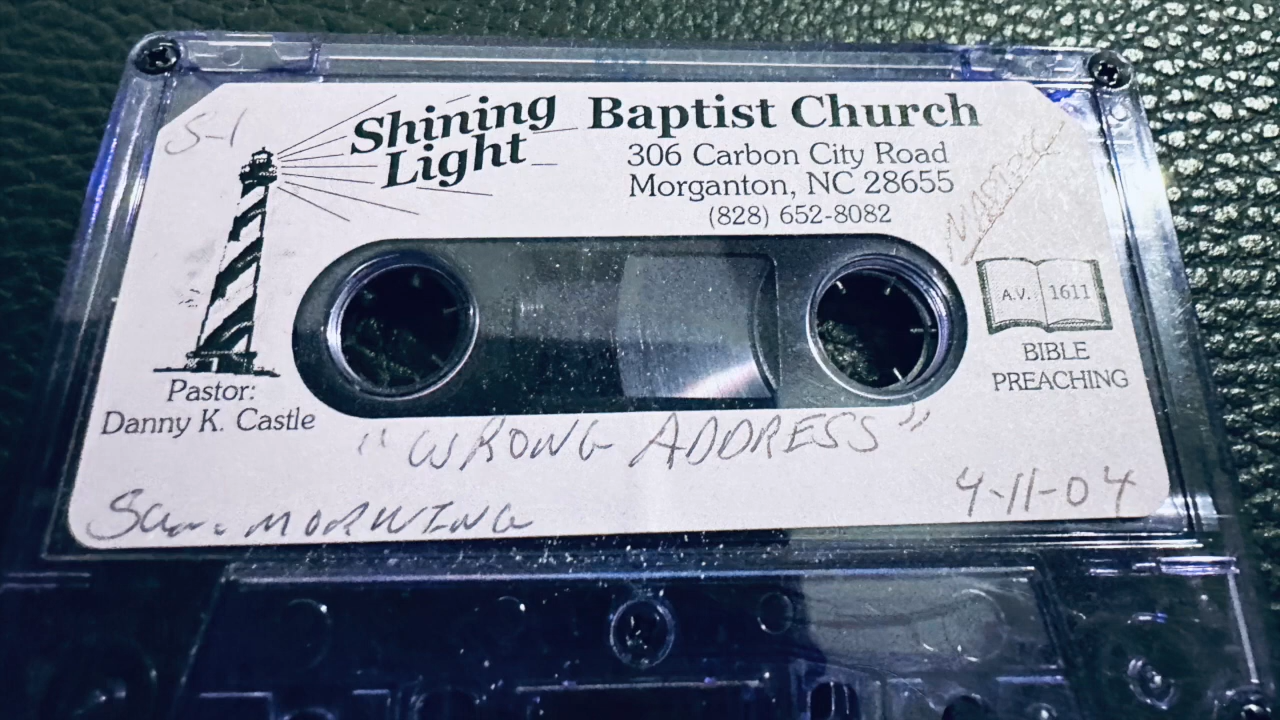 S-1
Shining
Light
Baptist Church
306 Carbon City Road
Morganton, NC 28655
(828) 652-8082
A.V. 1611
BIBLE
PREACHING
Pastor:
Danny K. Castle
"WRONG ADDRESS"
Sun. MORNING
4-11-04